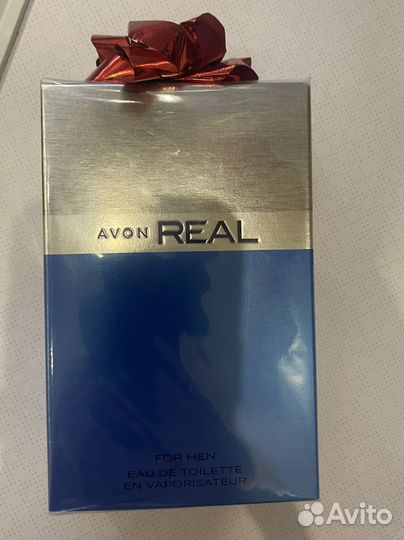 AVON REAL
FOR MEN
EAU DE TOILETTE
EN VAPORISATEUR
Avito